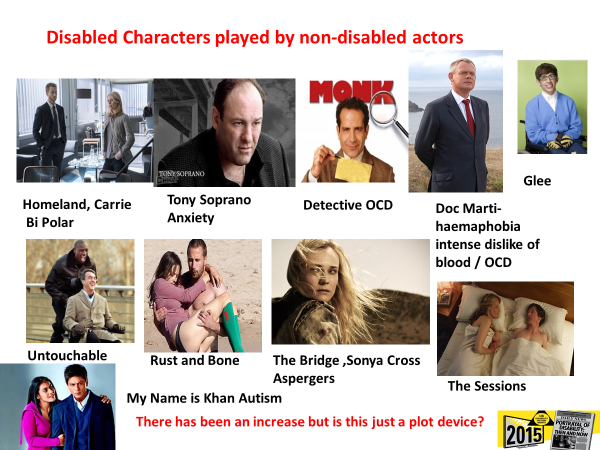 Disabled Characters played by non-disabled actors
MONK
TONY SOPRANO
Homeland, Carrie
Bi Polar
Tony Soprano
Anxiety
Detective OCD
Doc Marti-
haemaphobia
intense dislike of
blood / OCD
Glee
Untouchable
Rust and Bone
The Bridge ,Sonya Cross
Aspergers
The Sessions
My Name is Khan Autism
There has been an increase but is this just a plot device?
2015
PORTRAYAL OF
DISABILITY:
THEN AND NOW